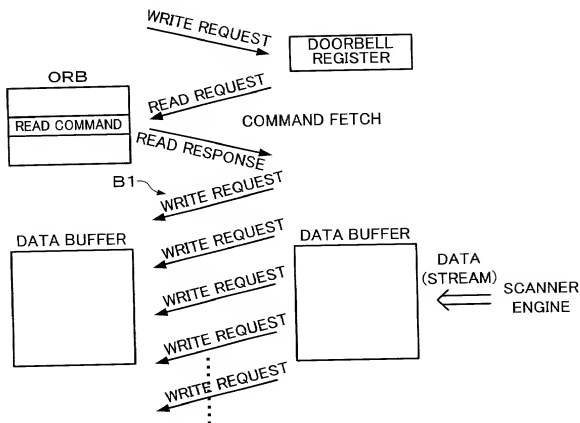 WRITE REQUEST
DOORBELL
REGISTER
ORB
READ REQUEST
READ COMMAND
COMMAND FETCH
READ RESPONSE
B1
WRITE REQUEST
DATA BUFFER
WRITE REQUEST
DATA BUFFER
DATA
(STREAM)
SCANNER
ENGINE
WRITE REQUEST
WRITE REQUEST
WRITE REQUEST